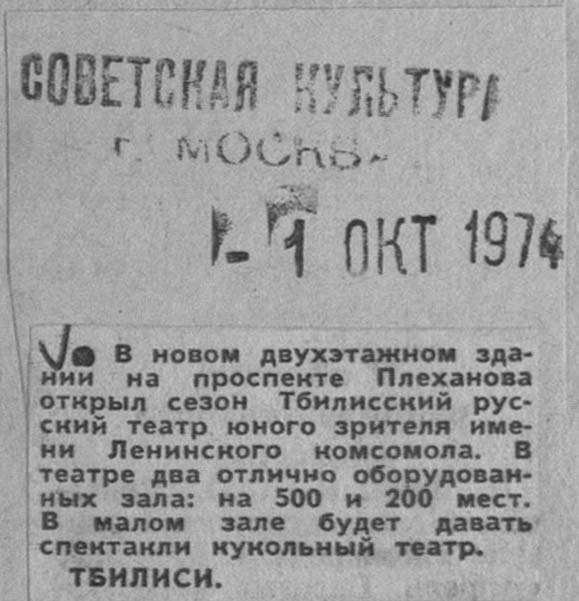 СОВЕТСКАЯ КУЛЬТУРА
г. МОСКВА
- 1 ОКТ 1974
В новом двухэтажном зда-
нии на проспекте Плеханова
открыл сезон Тбилисский рус-
ский театр юного зрителя име-
ни Ленинского комсомола. В
театре два отлично оборудован-
ных зала: на 500 и 200 мест.
В малом зале будет давать
спектакли кукольный театр.
ТБИЛИСИ.